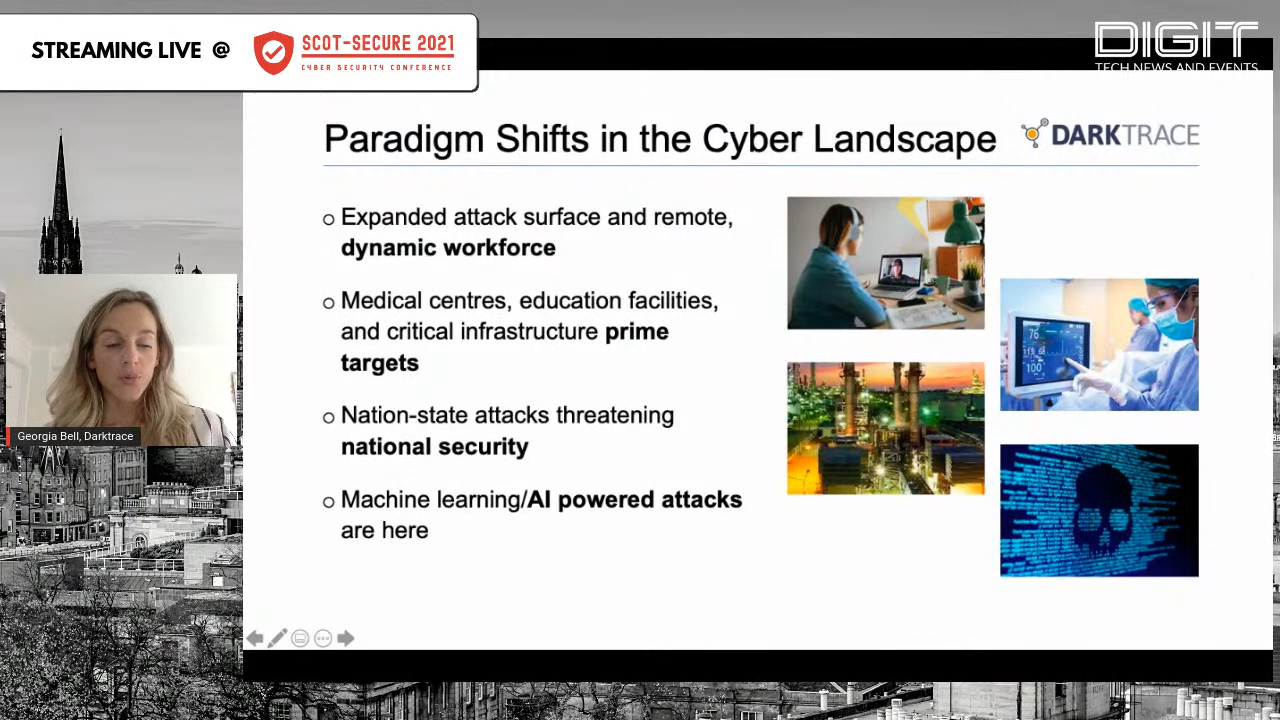 STREAMING LIVE @
SCOT-SECURE 2021
CYBER SECURITY CONFERENCE
DIGIT
TECH NEWS AND EVENTS
Paradigm Shifts in the Cyber Landscape
DARKTRACE
Expanded attack surface and remote,
dynamic workforce
Medical centres, education facilities,
and critical infrastructure prime
targets
Nation-state attacks threatening
national security
Machine learning/AI powered attacks
are here
76
100
Georgia Bell, Darktrace